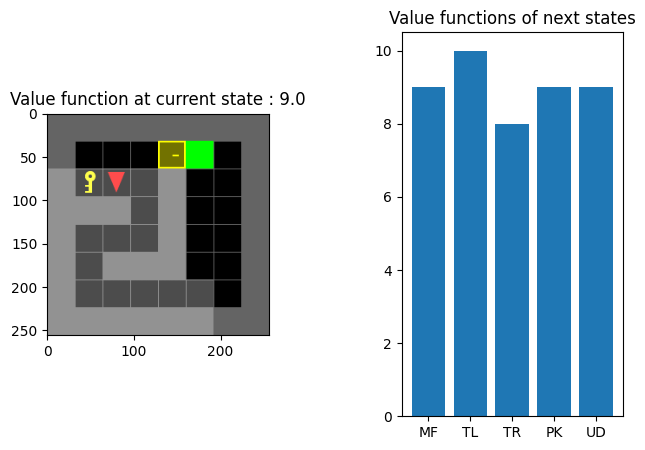 Value function at current state : 9.0
0
50
100
150
200
250
0
100
200
Value functions of next states
10
8
6
4
2
0
MF
TL
TR
PK
UD